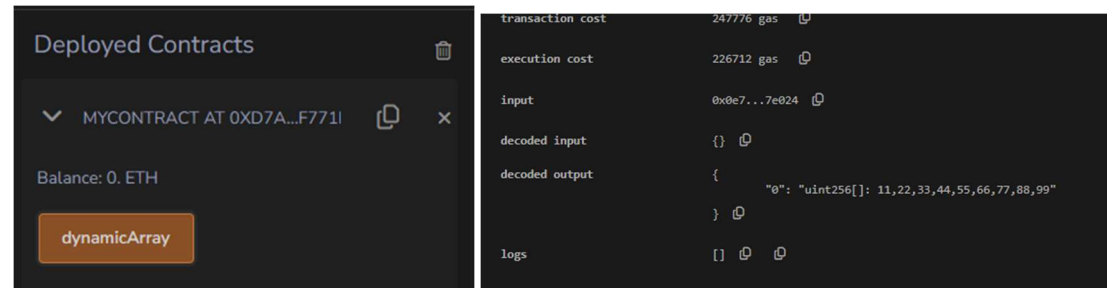 Deployed Contracts
MYCONTRACT AT 0XD7A...F771I
Balance: 0. ETH
dynamicArray
transaction cost 247776 gas
execution cost 226712 gas
input 0x0e7...7e024
decoded input {}
decoded output {
"0": "uint256[]: 11,22,33,44,55,66,77,88,99"
}
logs []